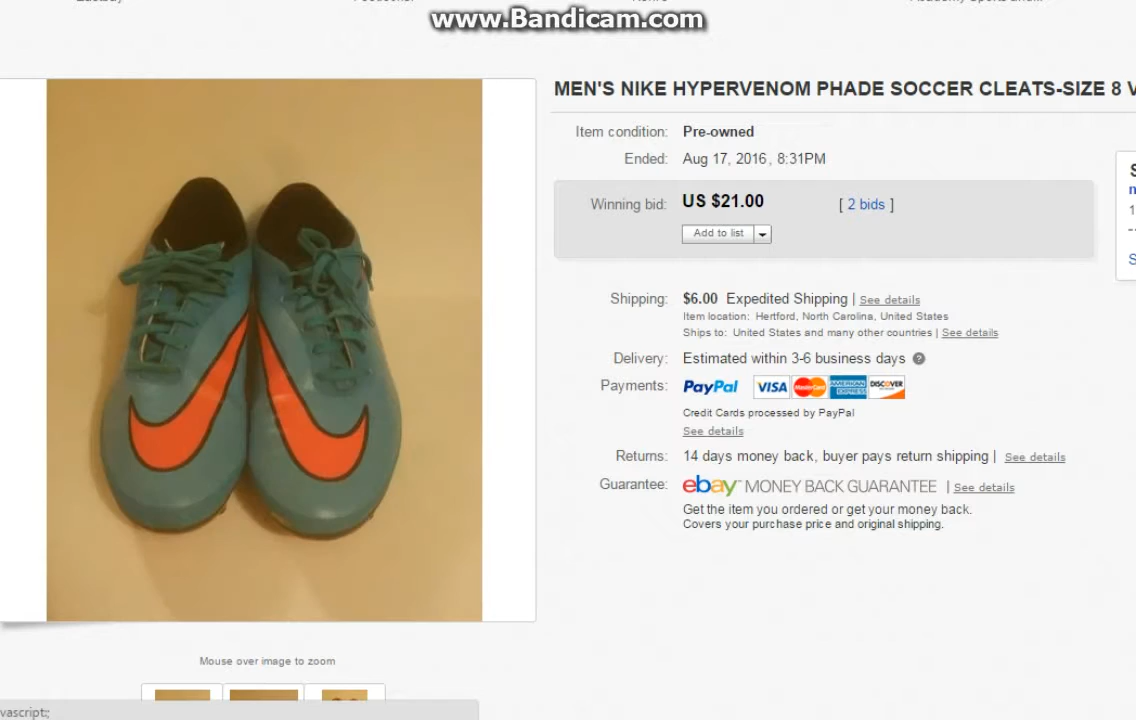 www.Bandicam.com
MEN'S NIKE HYPERVENOM PHADE SOCCER CLEATS-SIZE 8
Item condition: Pre-owned
Ended: Aug 17, 2016, 8:31PM
Winning bid: US $21.00 [ 2 bids ]
Add to list
Shipping: $6.00 Expedited Shipping | See details
Item location: Hertford, North Carolina, United States
Ships to: United States and many other countries | See details
Delivery: Estimated within 3-6 business days ?
Payments: PayPal VISA MasterCard AMERICAN EXPRESS DISCOVER
Credit Cards processed by PayPal
See details
Returns: 14 days money back, buyer pays return shipping | See details
Guarantee: ebay MONEY BACK GUARANTEE | See details
Get the item you ordered or get your money back.
Covers your purchase price and original shipping.
Mouse over image to zoom
vascript:;